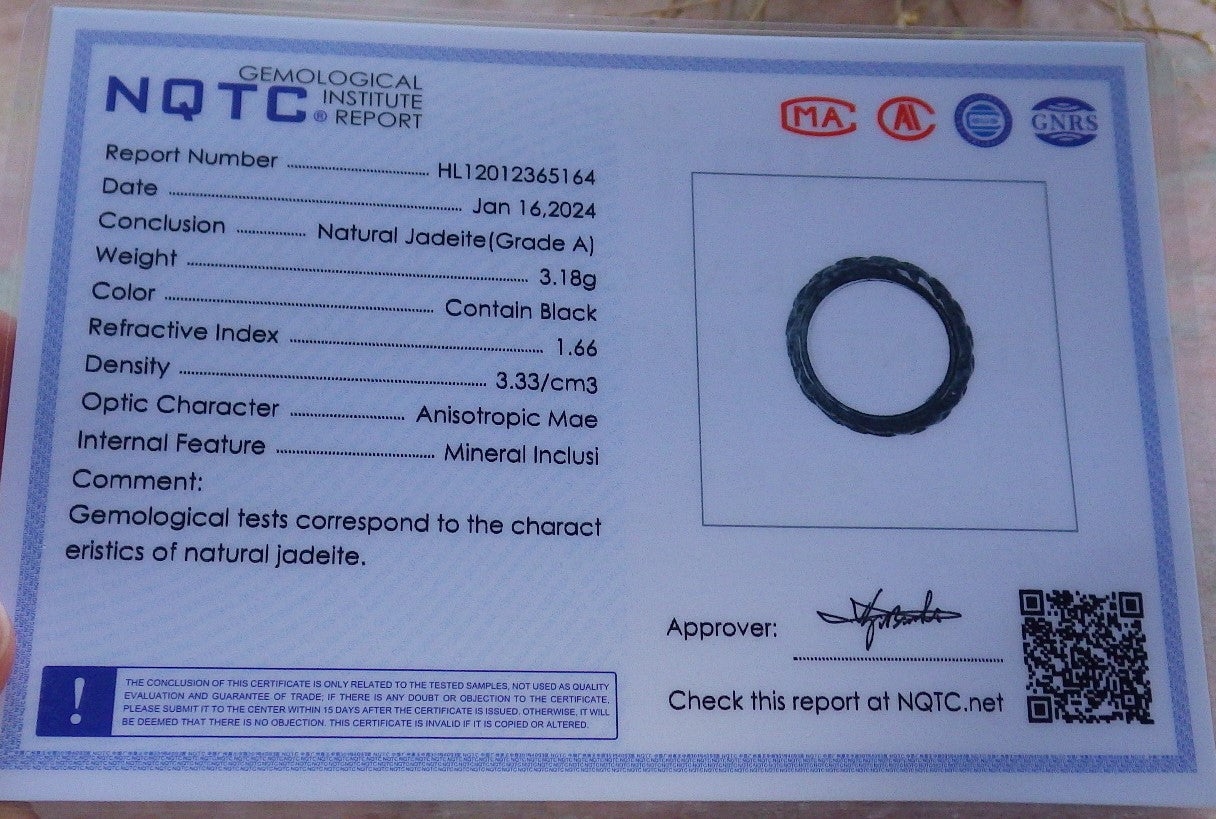 NQTC® GEMOLOGICAL
INSTITUTE
REPORT
MA
GNRS
Report Number HL12012365164
Date Jan 16,2024
Conclusion Natural Jadeite(Grade A)
Weight 3.18g
Color Contain Black
Refractive Index 1.66
Density 3.33/cm3
Optic Character Anisotropic Mae
Internal Feature Mineral Inclusi
Comment:
Gemological tests correspond to the charact
eristics of natural jadeite.
Approver:
Check this report at NQTC.net
!
THE CONCLUSION OF THIS CERTIFICATE IS ONLY RELATED TO THE TESTED SAMPLES, NOT USED AS QUALITY
EVALUATION AND GUARANTEE OF TRADE; IF THERE IS ANY DOUBT OR OBJECTION TO THE CERTIFICATE,
PLEASE SUBMIT IT TO THE CENTER WITHIN 15 DAYS AFTER THE CERTIFICATE IS ISSUED. OTHERWISE, IT WILL
BE DEEMED THAT THERE IS NO OBJECTION. THIS CERTIFICATE IS INVALID IF IT IS COPIED OR ALTERED.